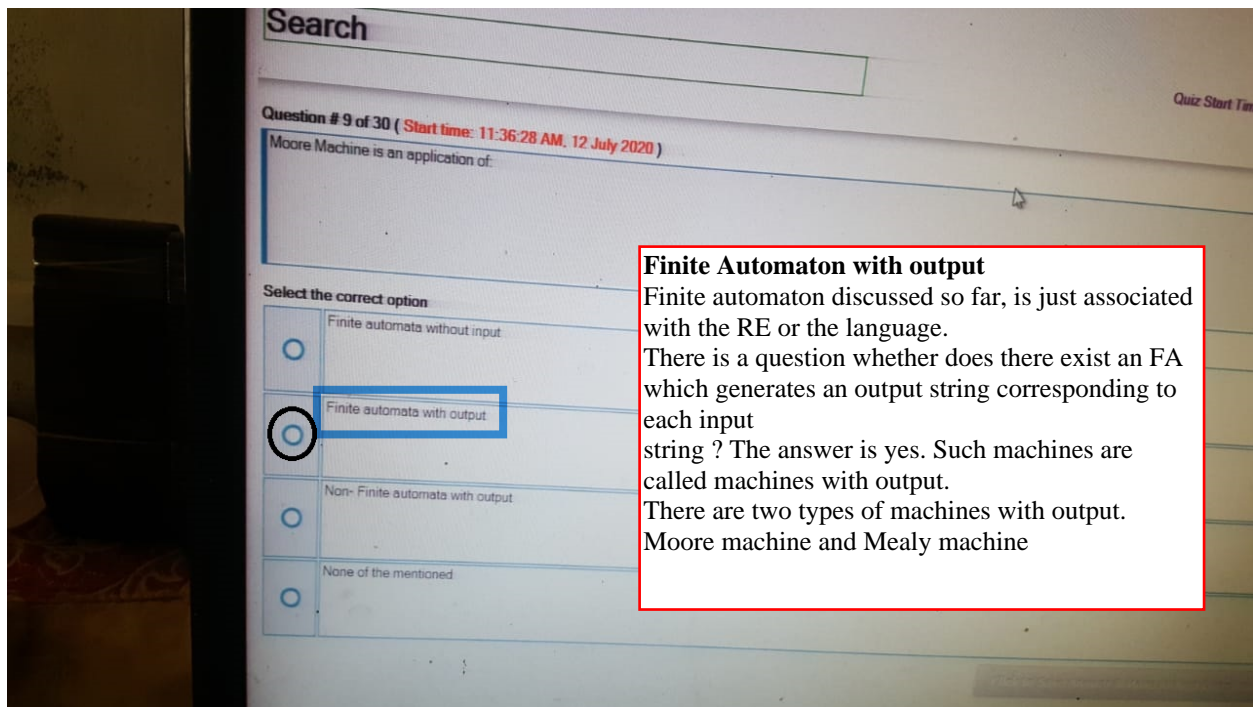 Search
Quiz Start Tim
Question # 9 of 30 ( Start time: 11:36:28 AM, 12 July 2020 )
Moore Machine is an application of:
Select the correct option
Finite automata without input
Finite automata with output
Non- Finite automata with output
None of the mentioned
Finite Automaton with output
Finite automaton discussed so far, is just associated
with the RE or the language.
There is a question whether does there exist an FA
which generates an output string corresponding to
each input
string ? The answer is yes. Such machines are
called machines with output.
There are two types of machines with output.
Moore machine and Mealy machine